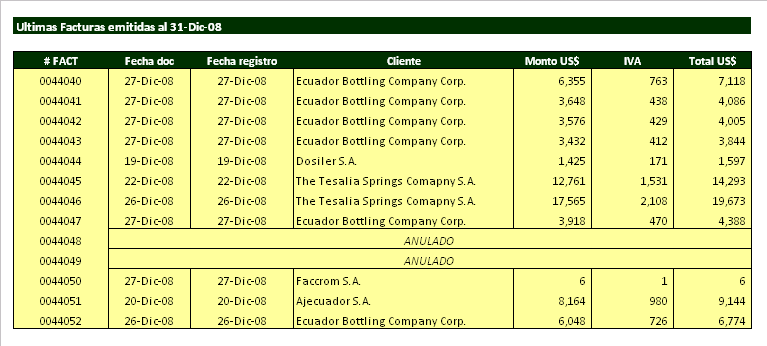 Ultimas Facturas emitidas al 31-Dic-08
# FACT Fecha doc Fecha registro Cliente Monto US$ IVA Total US$
0044040 27-Dic-08 27-Dic-08 Ecuador Bottling Company Corp. 6,355 763 7,118
0044041 27-Dic-08 27-Dic-08 Ecuador Bottling Company Corp. 3,648 438 4,086
0044042 27-Dic-08 27-Dic-08 Ecuador Bottling Company Corp. 3,576 429 4,005
0044043 27-Dic-08 27-Dic-08 Ecuador Bottling Company Corp. 3,432 412 3,844
0044044 19-Dic-08 19-Dic-08 Dosiler S.A. 1,425 171 1,597
0044045 22-Dic-08 22-Dic-08 The Tesalia Springs Comapny S.A. 12,761 1,531 14,293
0044046 26-Dic-08 26-Dic-08 The Tesalia Springs Comapny S.A. 17,565 2,108 19,673
0044047 27-Dic-08 27-Dic-08 Ecuador Bottling Company Corp. 3,918 470 4,388
0044048 ANULADO
0044049 ANULADO
0044050 27-Dic-08 27-Dic-08 Faccrom S.A. 6 1 6
0044051 20-Dic-08 20-Dic-08 Ajecuador S.A. 8,164 980 9,144
0044052 26-Dic-08 26-Dic-08 Ecuador Bottling Company Corp. 6,048 726 6,774